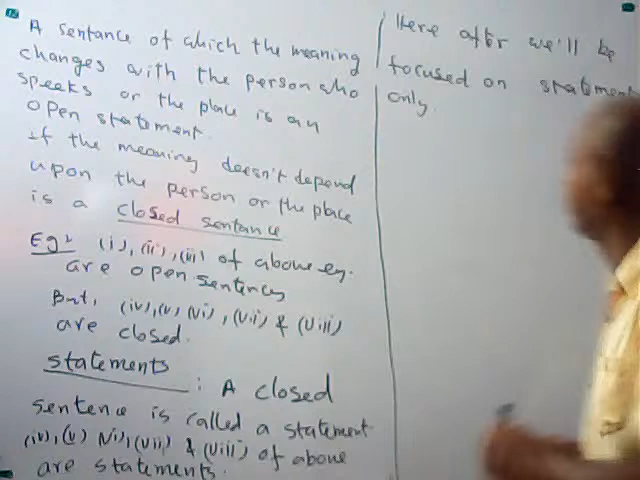 A sentance of which the meaning
changes with the person who
speeks or the place is an
open statement.
if the meaning doesn't depend
upon the person or the place
is a closed sentance
Eg: (i), (ii), (iii) of above eg.
are open sentences
But, (iv), (v) (vi), (vii) & (viii)
are closed.
statements : A closed
sentence is called a statement
(iv), (v) (vi), (vii) & (viii) of above
are statements.
Here after we'll be
focused on statement
only.